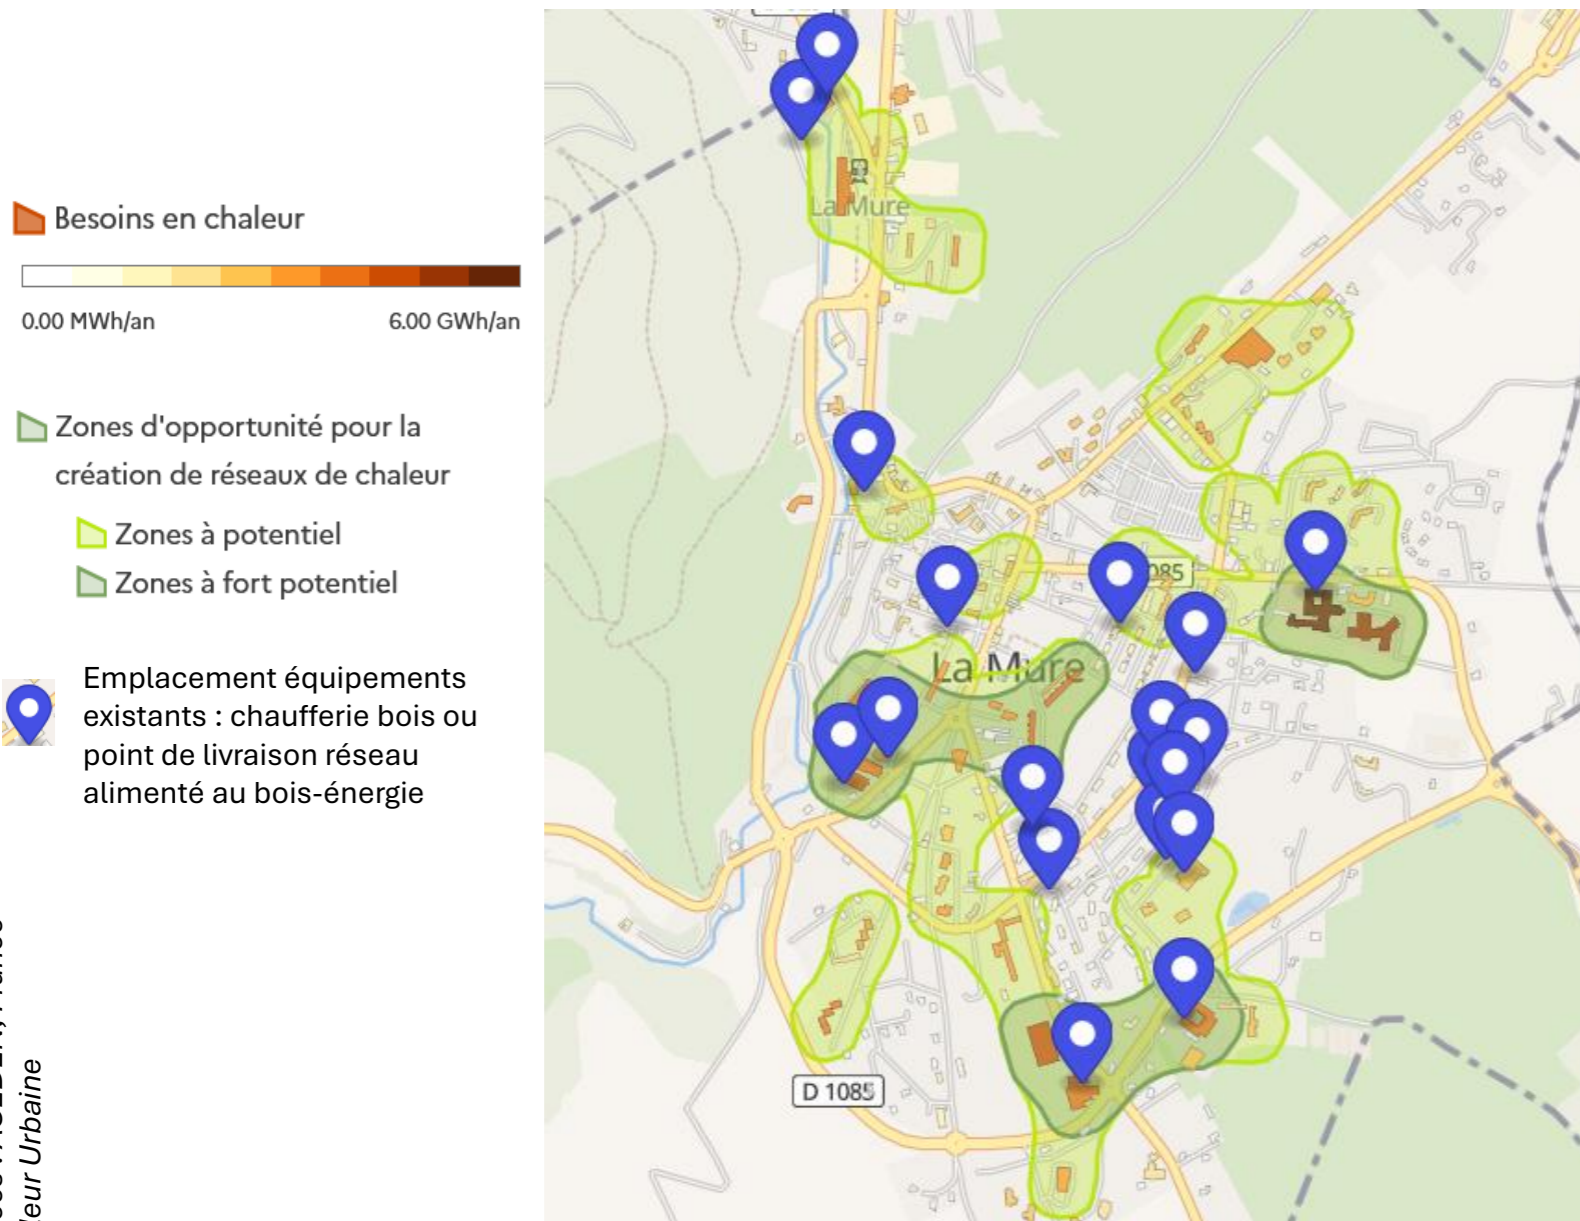 Besoins en chaleur
0.00 MWh/an 6.00 GWh/an
Zones d'opportunité pour la
création de réseaux de chaleur
Zones à potentiel
Zones à fort potentiel
Emplacement équipements
existants : chaufferie bois ou
point de livraison réseau
alimenté au bois-énergie
Urbaine
La Mure
085
La Mure
D 1085